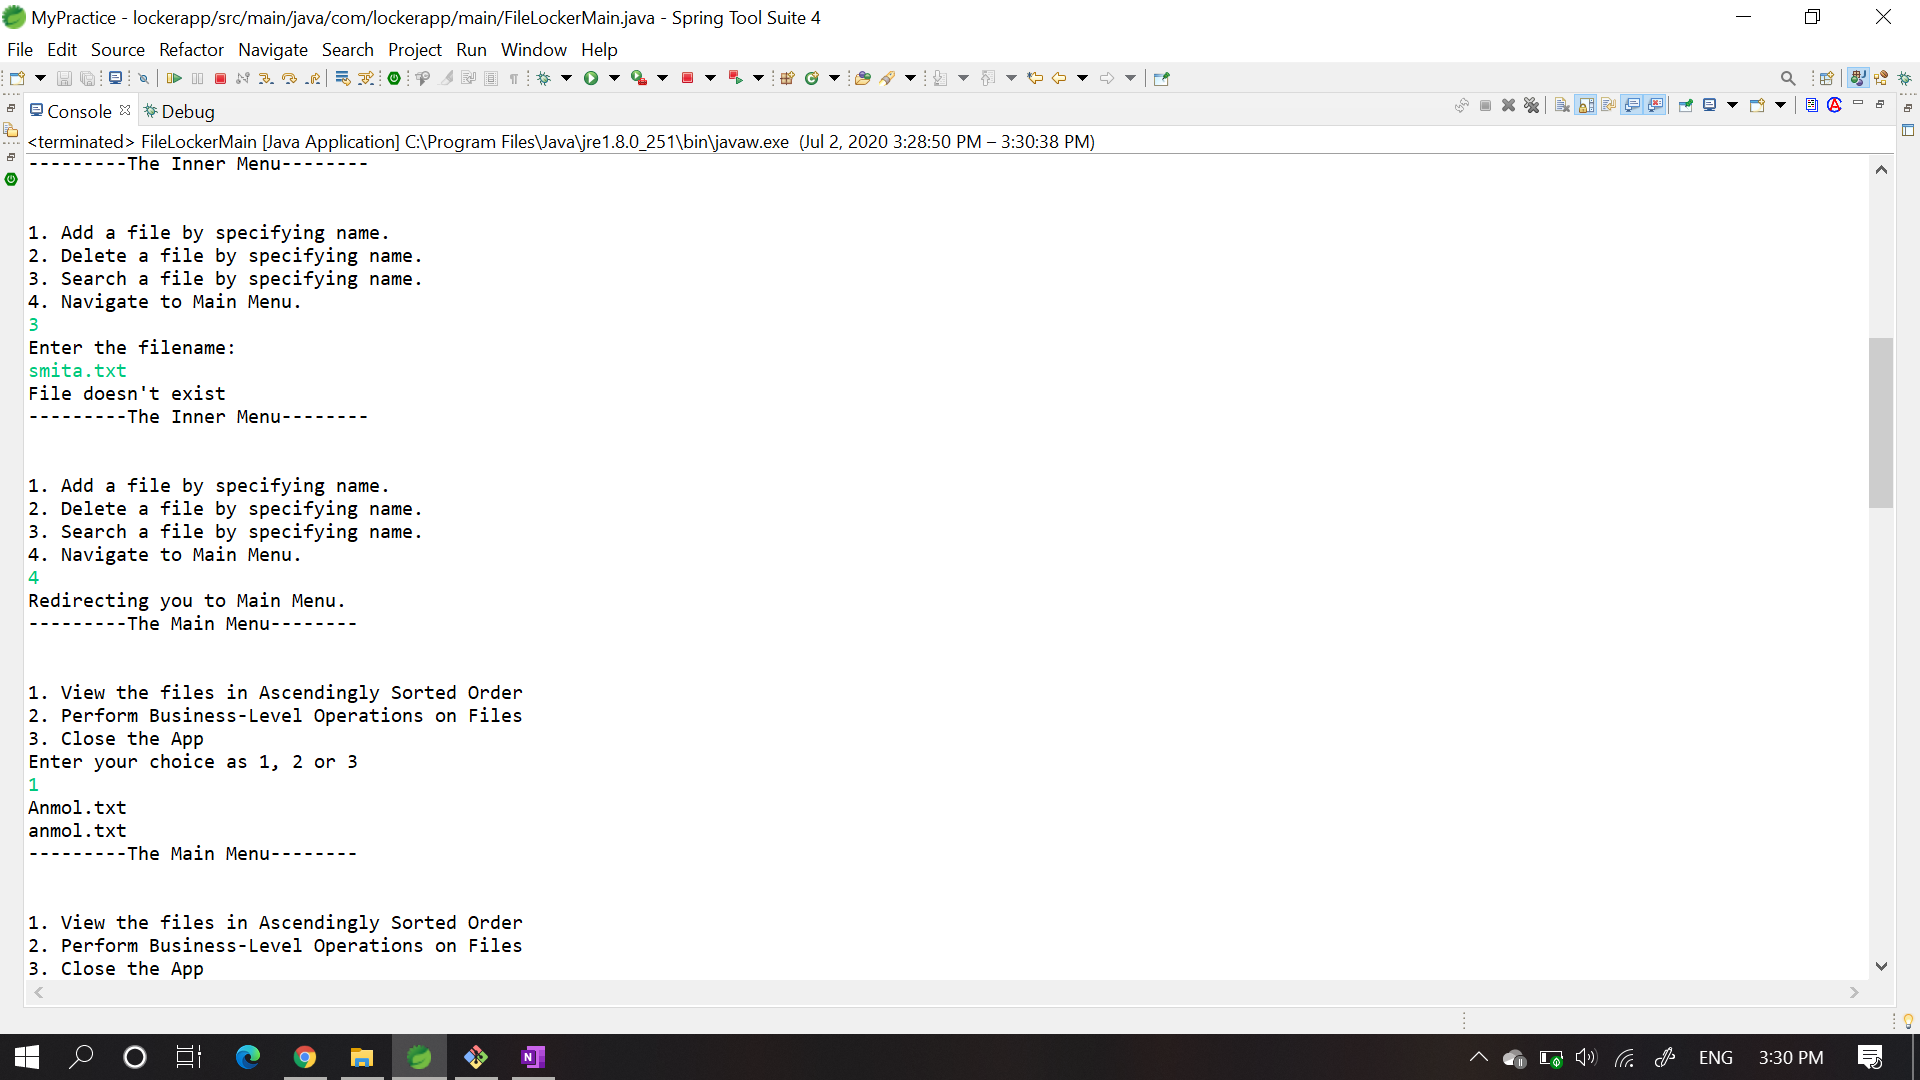 MyPractice - lockerapp/src/main/java/com/lockerapp/main/FileLockerMain.java - Spring Tool Suite 4
File Edit Source Refactor Navigate Search Project Run Window Help
Console Debug
<terminated> FileLockerMain [Java Application] C:\Program Files\Java\jre1.8.0_251\bin\javaw.exe (Jul 2, 2020 3:28:50 PM – 3:30:38 PM)
---------The Inner Menu--------
1. Add a file by specifying name.
2. Delete a file by specifying name.
3. Search a file by specifying name.
4. Navigate to Main Menu.
3
Enter the filename:
smita.txt
File doesn't exist
---------The Inner Menu--------
1. Add a file by specifying name.
2. Delete a file by specifying name.
3. Search a file by specifying name.
4. Navigate to Main Menu.
4
Redirecting you to Main Menu.
---------The Main Menu--------
1. View the files in Ascendingly Sorted Order
2. Perform Business-Level Operations on Files
3. Close the App
Enter your choice as 1, 2 or 3
1
Anmol.txt
anmol.txt
---------The Main Menu--------
1. View the files in Ascendingly Sorted Order
2. Perform Business-Level Operations on Files
3. Close the App
ENG 3:30 PM